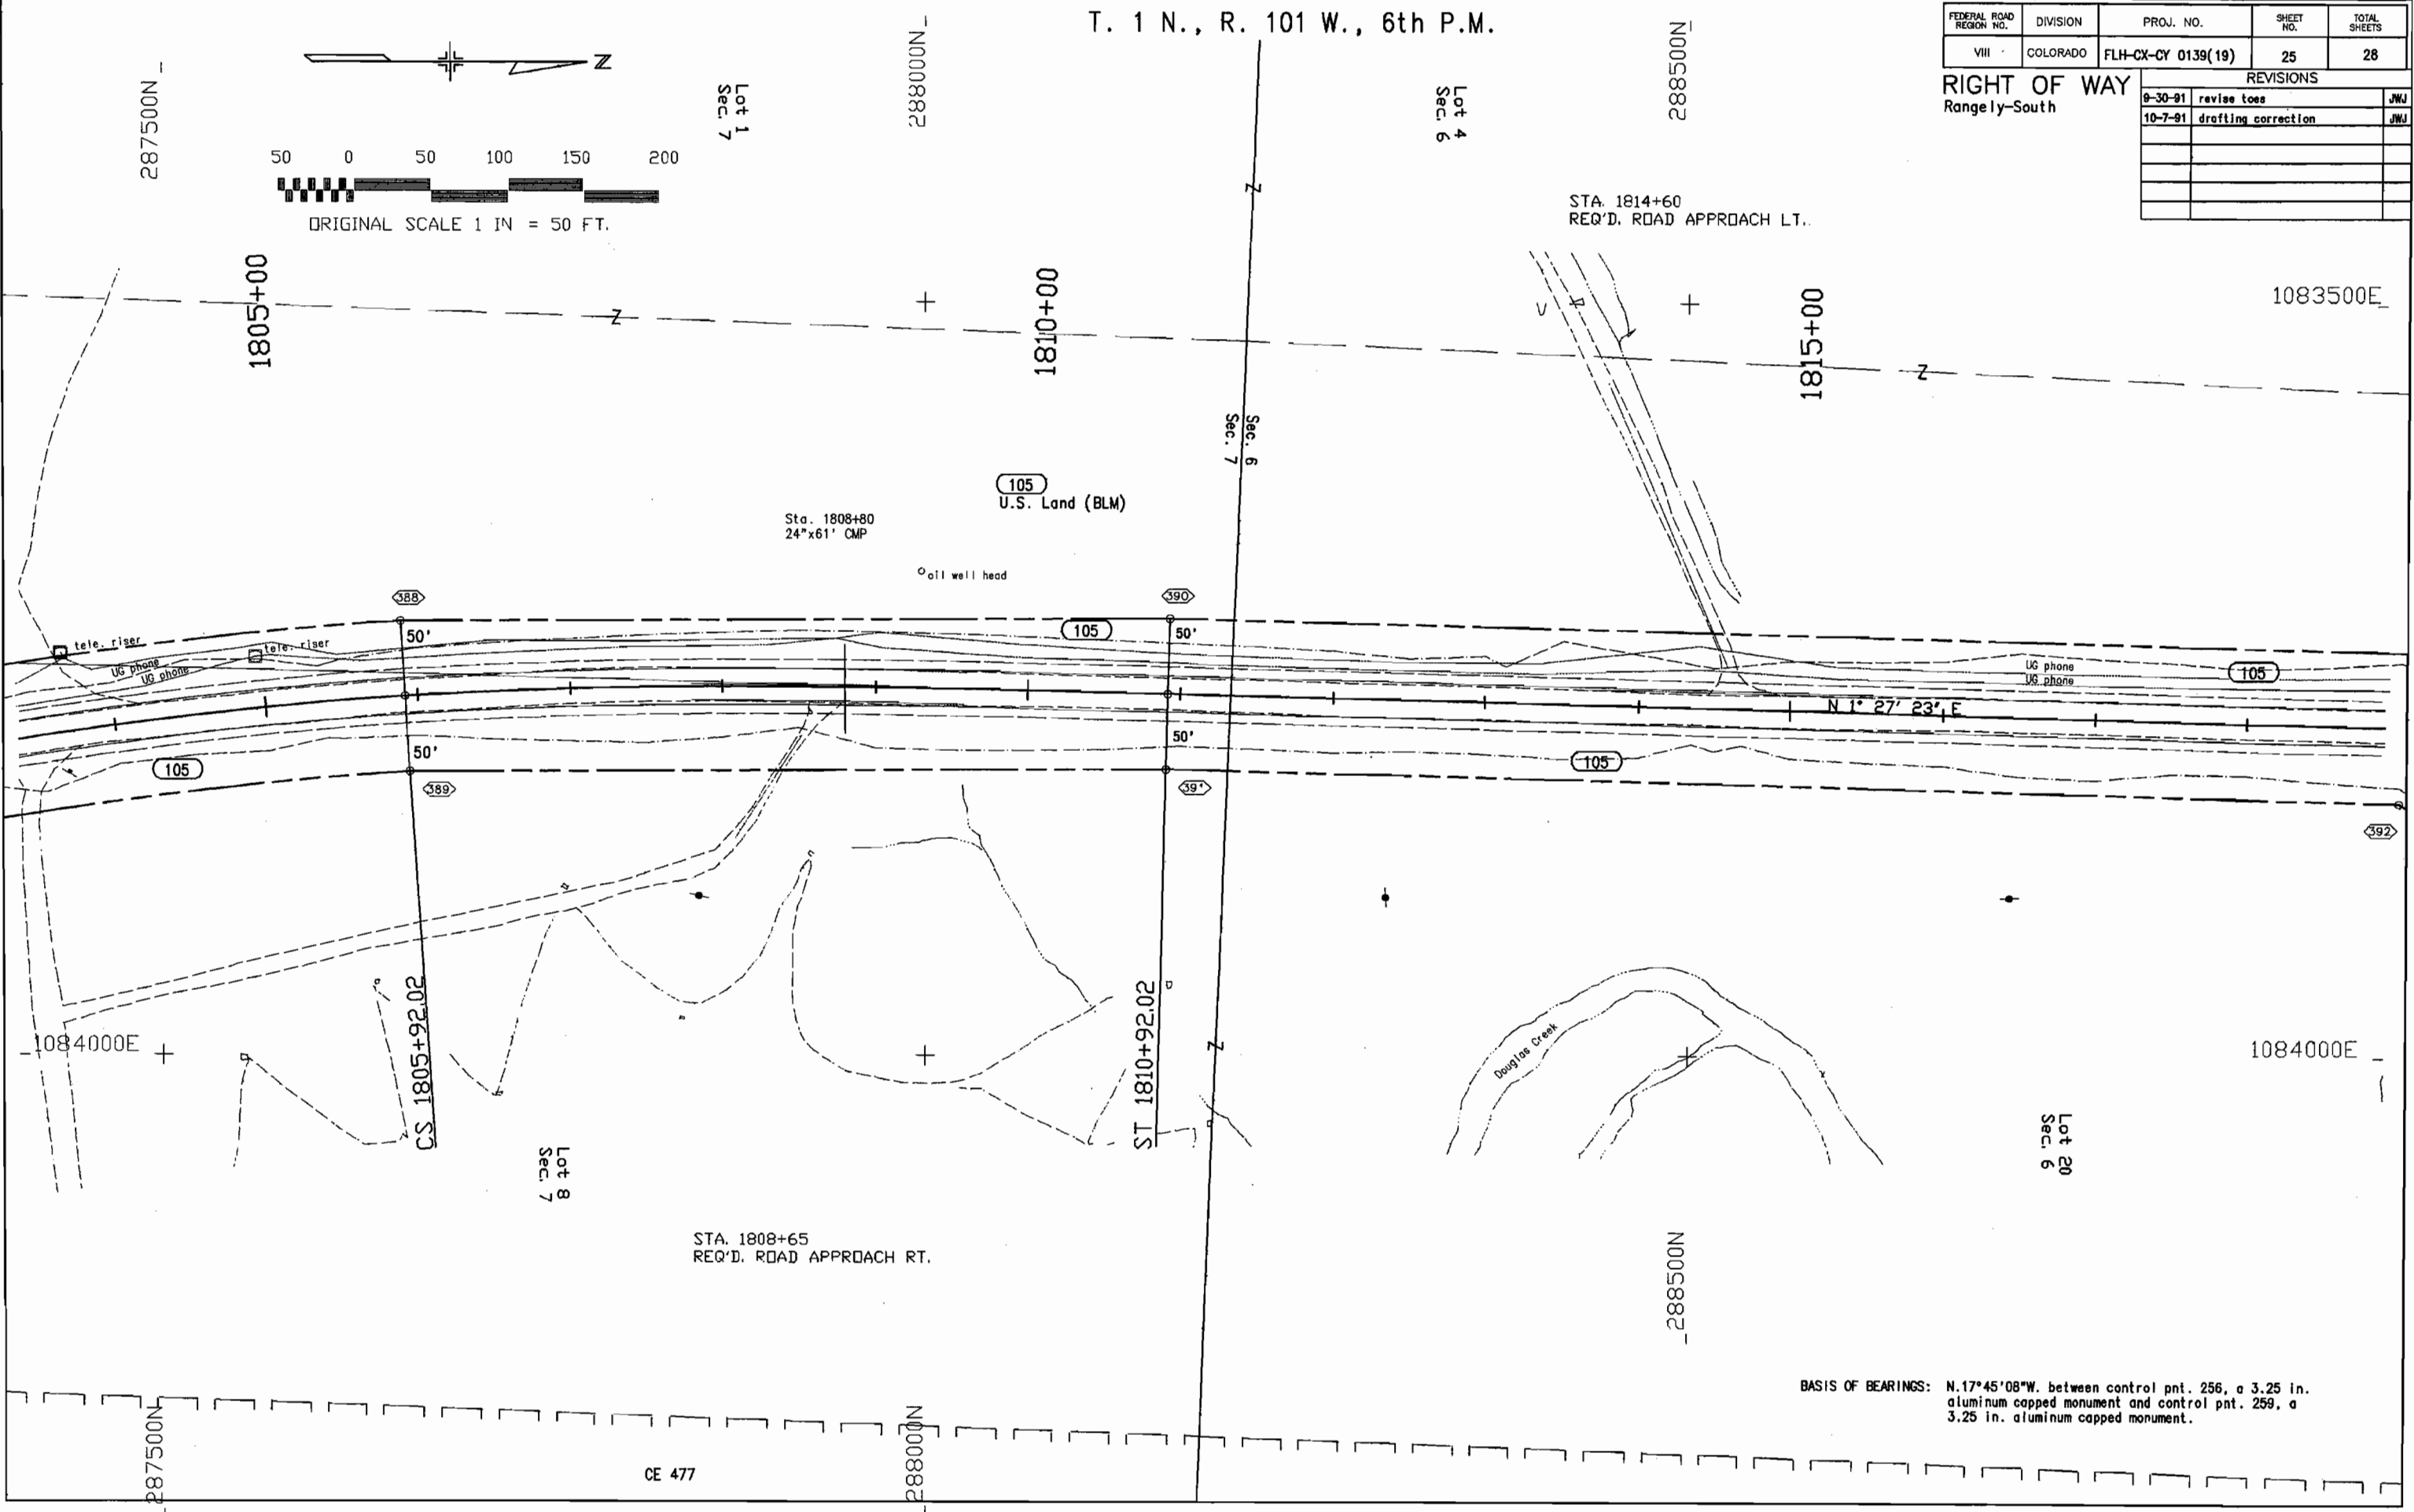 T. 1 N., R. 101 W., 6th P.M.
FEDERAL ROAD REGION NO.
DIVISION
PROJ. NO.
SHEET NO.
TOTAL SHEETS
VIII
COLORADO
FLH-CX-CY 0139(19)
25
28
RIGHT OF WAY
Rangely-South
REVISIONS
9-30-91 revise toes JWJ
10-7-91 drafting correction JWJ
287500N
288000N
288500N
N
Lot 1
Sec. 7
Lot 4
Sec. 6
50 0 50 100 150 200
ORIGINAL SCALE 1 IN = 50 FT.
STA. 1814+60
REQ'D. ROAD APPROACH LT.
1805+00
1810+00
1815+00
1083500E
Z
Z
Z
Sec. 6
Sec. 7
105
U.S. Land (BLM)
Sta. 1808+80
24"x61' CMP
oil well head
388
390
tele. riser
tele. riser
UG phone
UG phone
50'
105
50'
UG phone
UG phone
105
N 1° 27' 23" E
50'
50'
105
105
389
39'
392
CS 1805+92.02
ST 1810+92.02
Z
Douglas Creek
1084000E
1084000E
Lot 8
Sec. 7
Lot 20
Sec. 6
STA. 1808+65
REQ'D. ROAD APPROACH RT.
288500N
BASIS OF BEARINGS: N.17°45'08"W. between control pnt. 256, a 3.25 in.
aluminum capped monument and control pnt. 259, a
3.25 in. aluminum capped monument.
287500N
288000N
CE 477